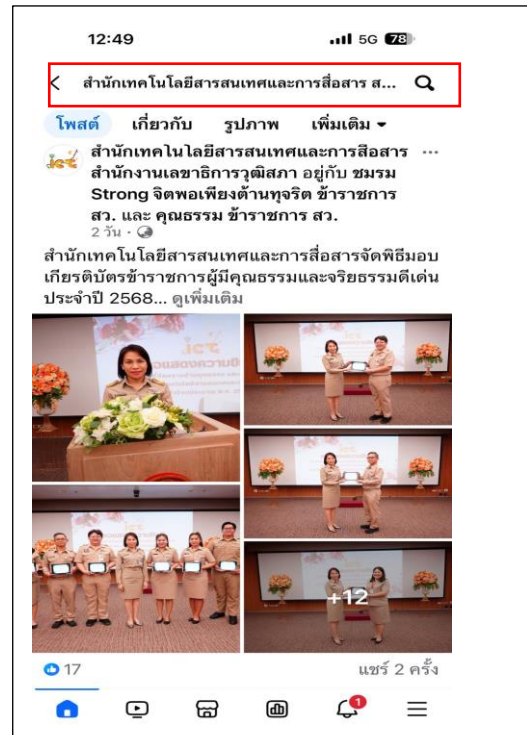 12:49
5G 78
สำนักเทคโนโลยีสารสนเทศและการสื่อสาร ส...
โพสต์ เกี่ยวกับ รูปภาพ เพิ่มเติม
สำนักเทคโนโลยีสารสนเทศและการสื่อสาร
สำนักงานเลขาธิการวุฒิสภา อยู่กับ ชมรม
Strong จิตพอเพียงต้านทุจริต ข้าราชการ
สว. และ คุณธรรม ข้าราชการ สว.
2 วัน ·
สำนักเทคโนโลยีสารสนเทศและการสื่อสารจัดพิธีมอบ
เกียรติบัตรข้าราชการผู้มีคุณธรรมและจริยธรรมดีเด่น
ประจำปี 2568... ดูเพิ่มเติม
ict
+12
17 แชร์ 2 ครั้ง
1